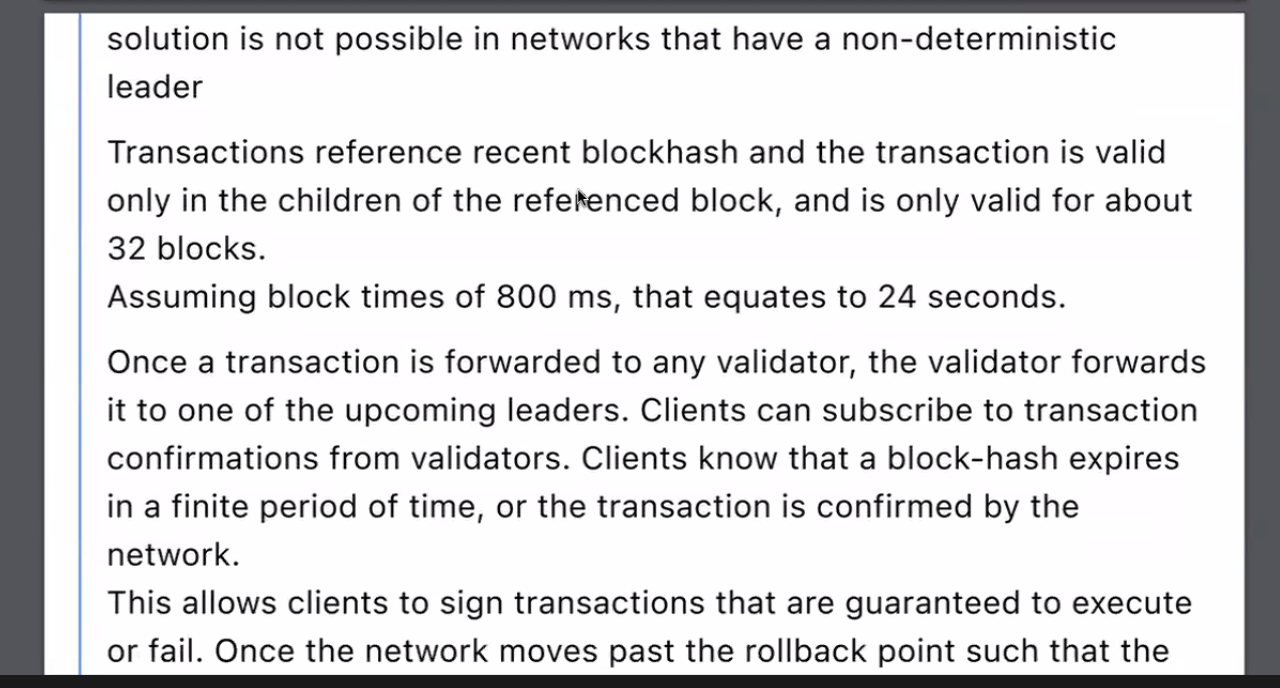 solution is not possible in networks that have a non-deterministic
leader
Transactions reference recent blockhash and the transaction is valid
only in the children of the referenced block, and is only valid for about
32 blocks.
Assuming block times of 800 ms, that equates to 24 seconds.
Once a transaction is forwarded to any validator, the validator forwards
it to one of the upcoming leaders. Clients can subscribe to transaction
confirmations from validators. Clients know that a block-hash expires
in a finite period of time, or the transaction is confirmed by the
network.
This allows clients to sign transactions that are guaranteed to execute
or fail. Once the network moves past the rollback point such that the